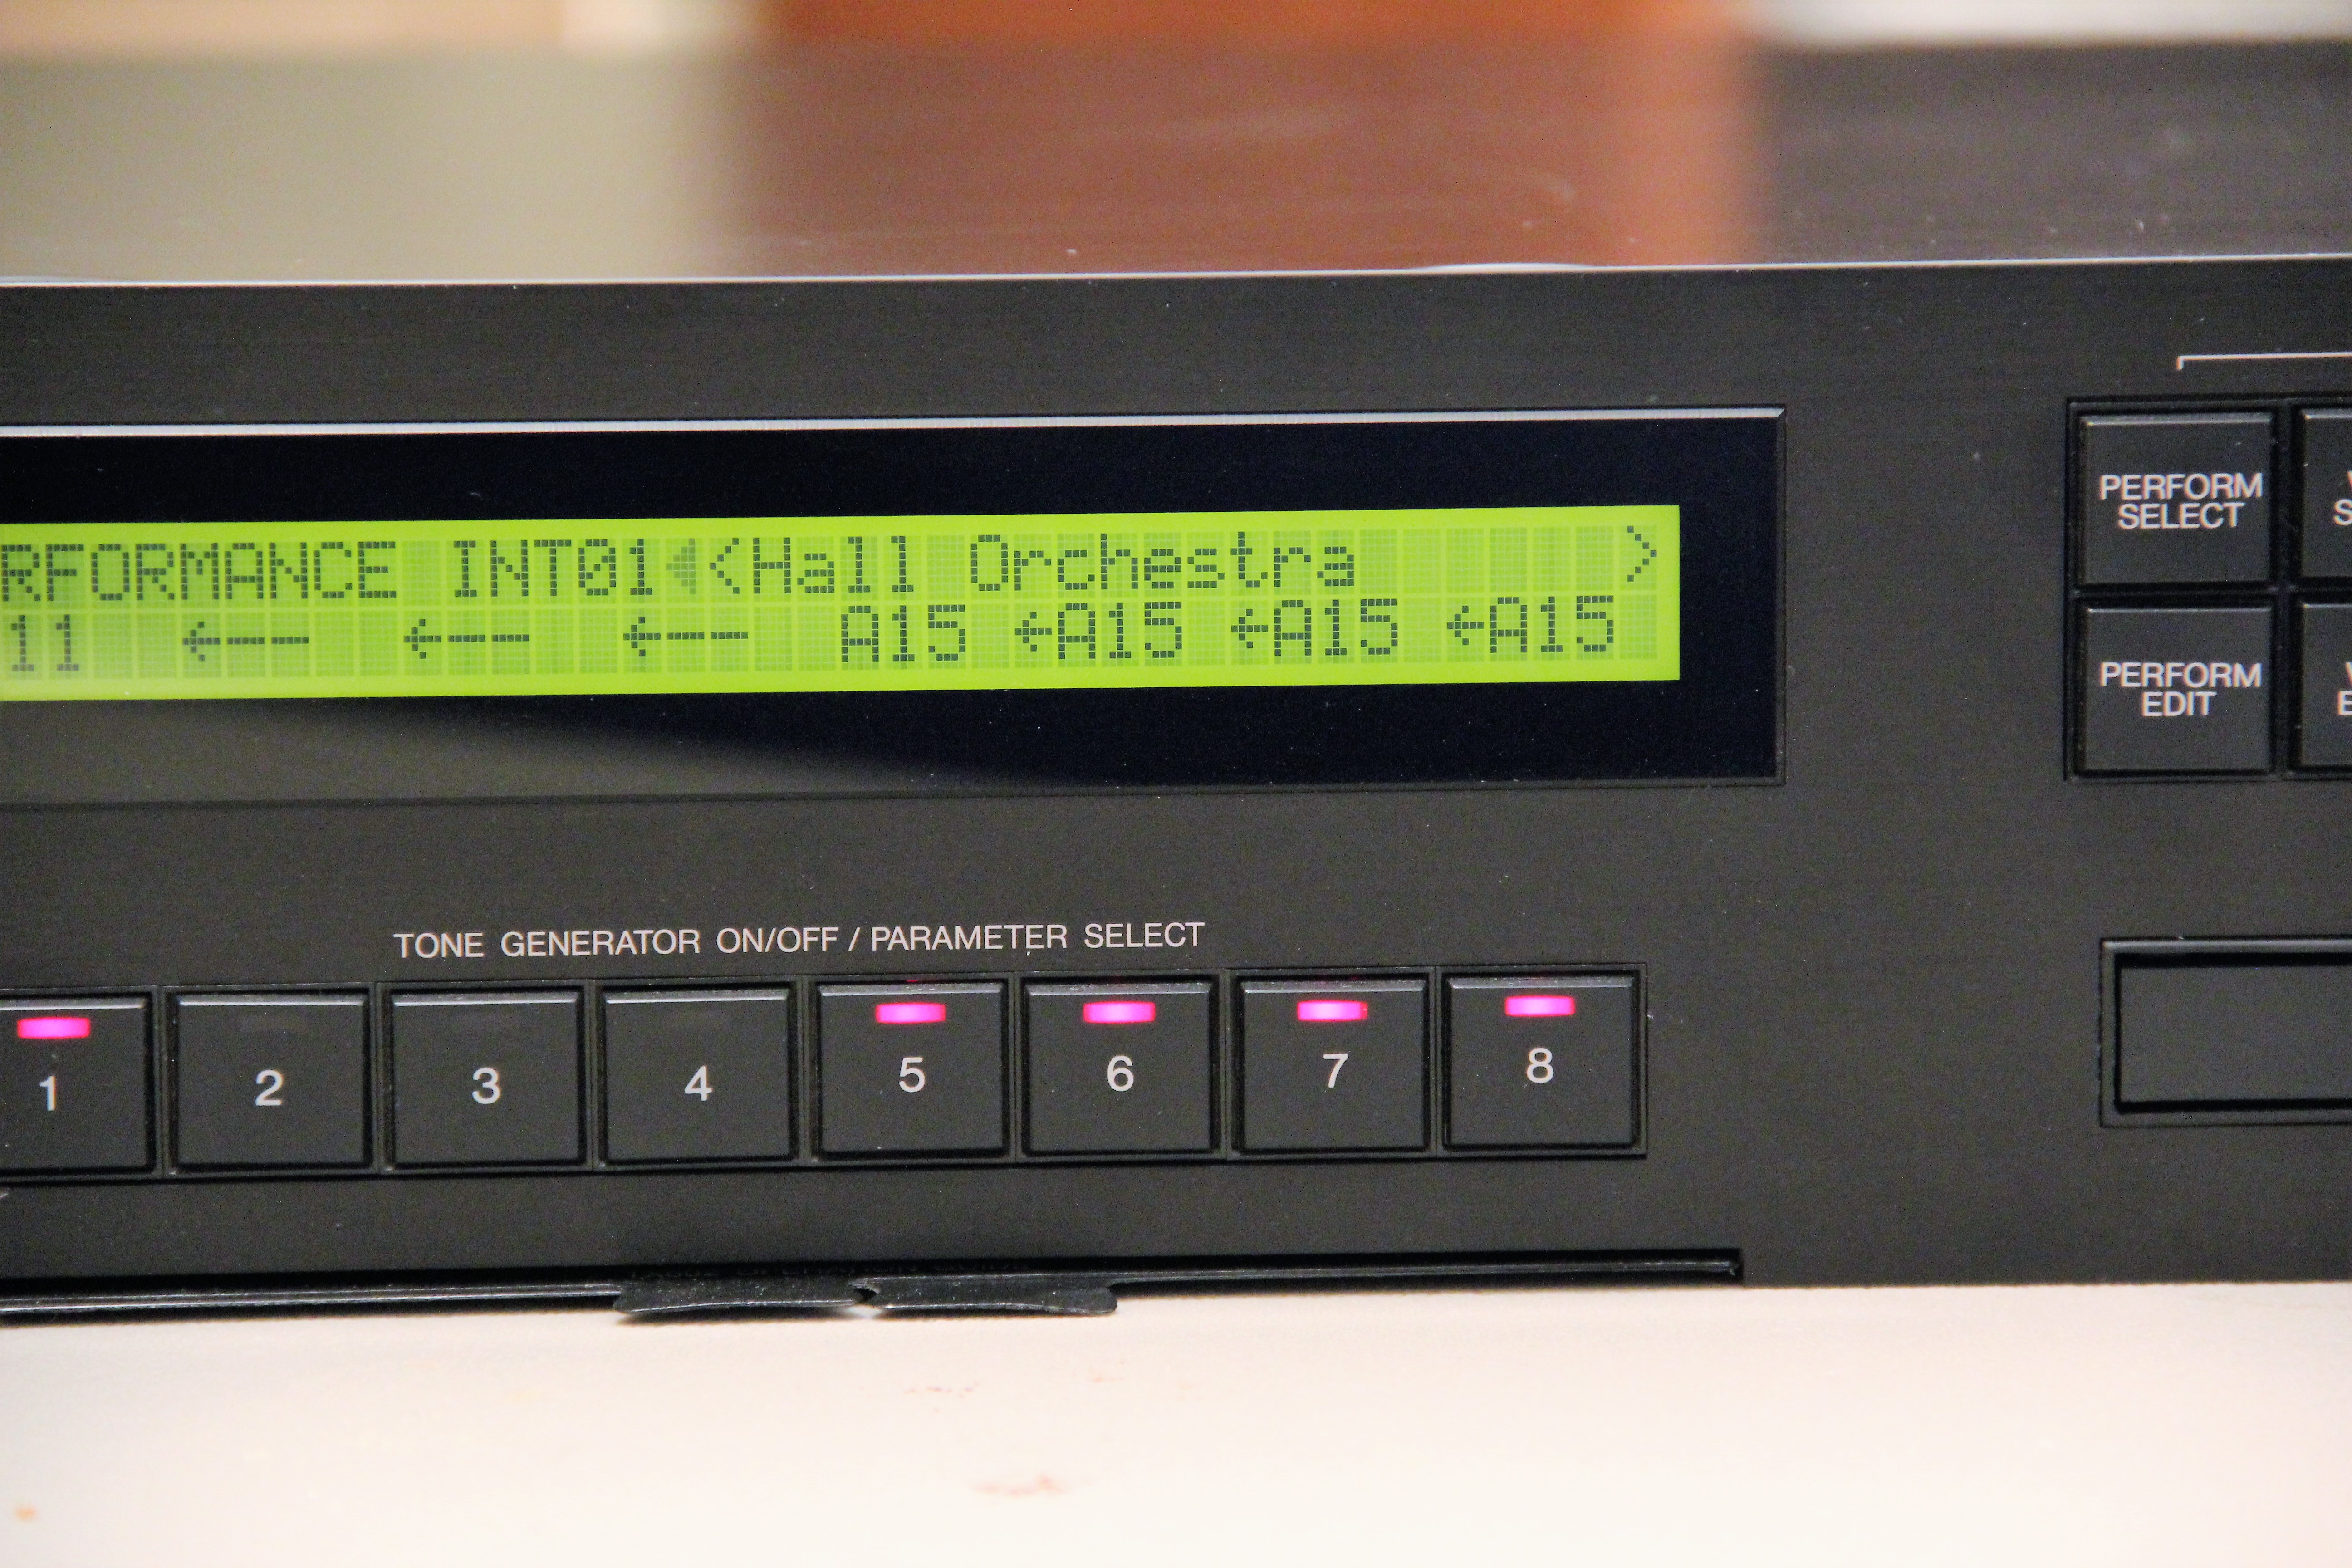 RFORMANCE INT01 <Hall Orchestra >
11 ←-- ←-- ←-- A15 ←A15 ←A15 ←A15
PERFORM
SELECT
PERFORM
EDIT
TONE GENERATOR ON/OFF / PARAMETER SELECT
1 2 3 4 5 6 7 8